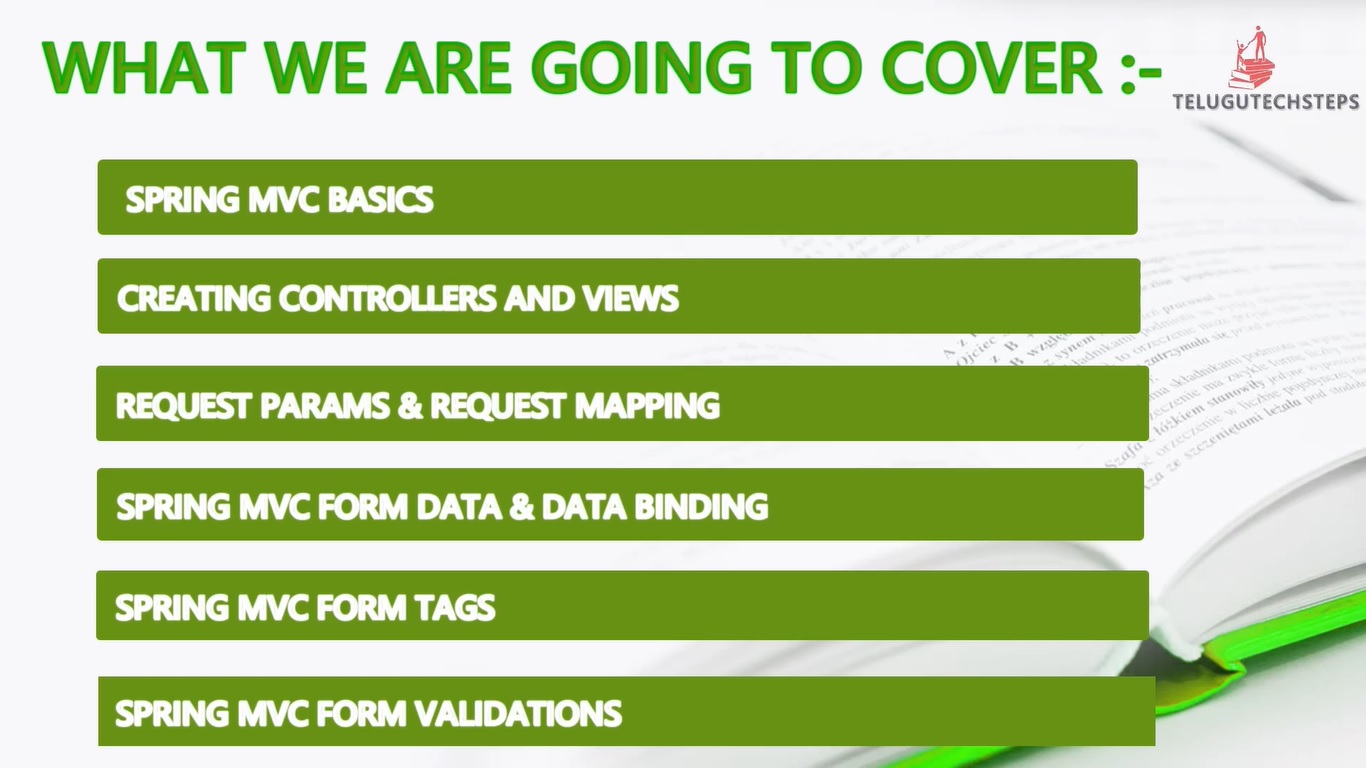 WHAT WE ARE GOING TO COVER :-
TELUGUTECHSTEPS
SPRING MVC BASICS
CREATING CONTROLLERS AND VIEWS
REQUEST PARAMS & REQUEST MAPPING
SPRING MVC FORM DATA & DATA BINDING
SPRING MVC FORM TAGS
SPRING MVC FORM VALIDATIONS